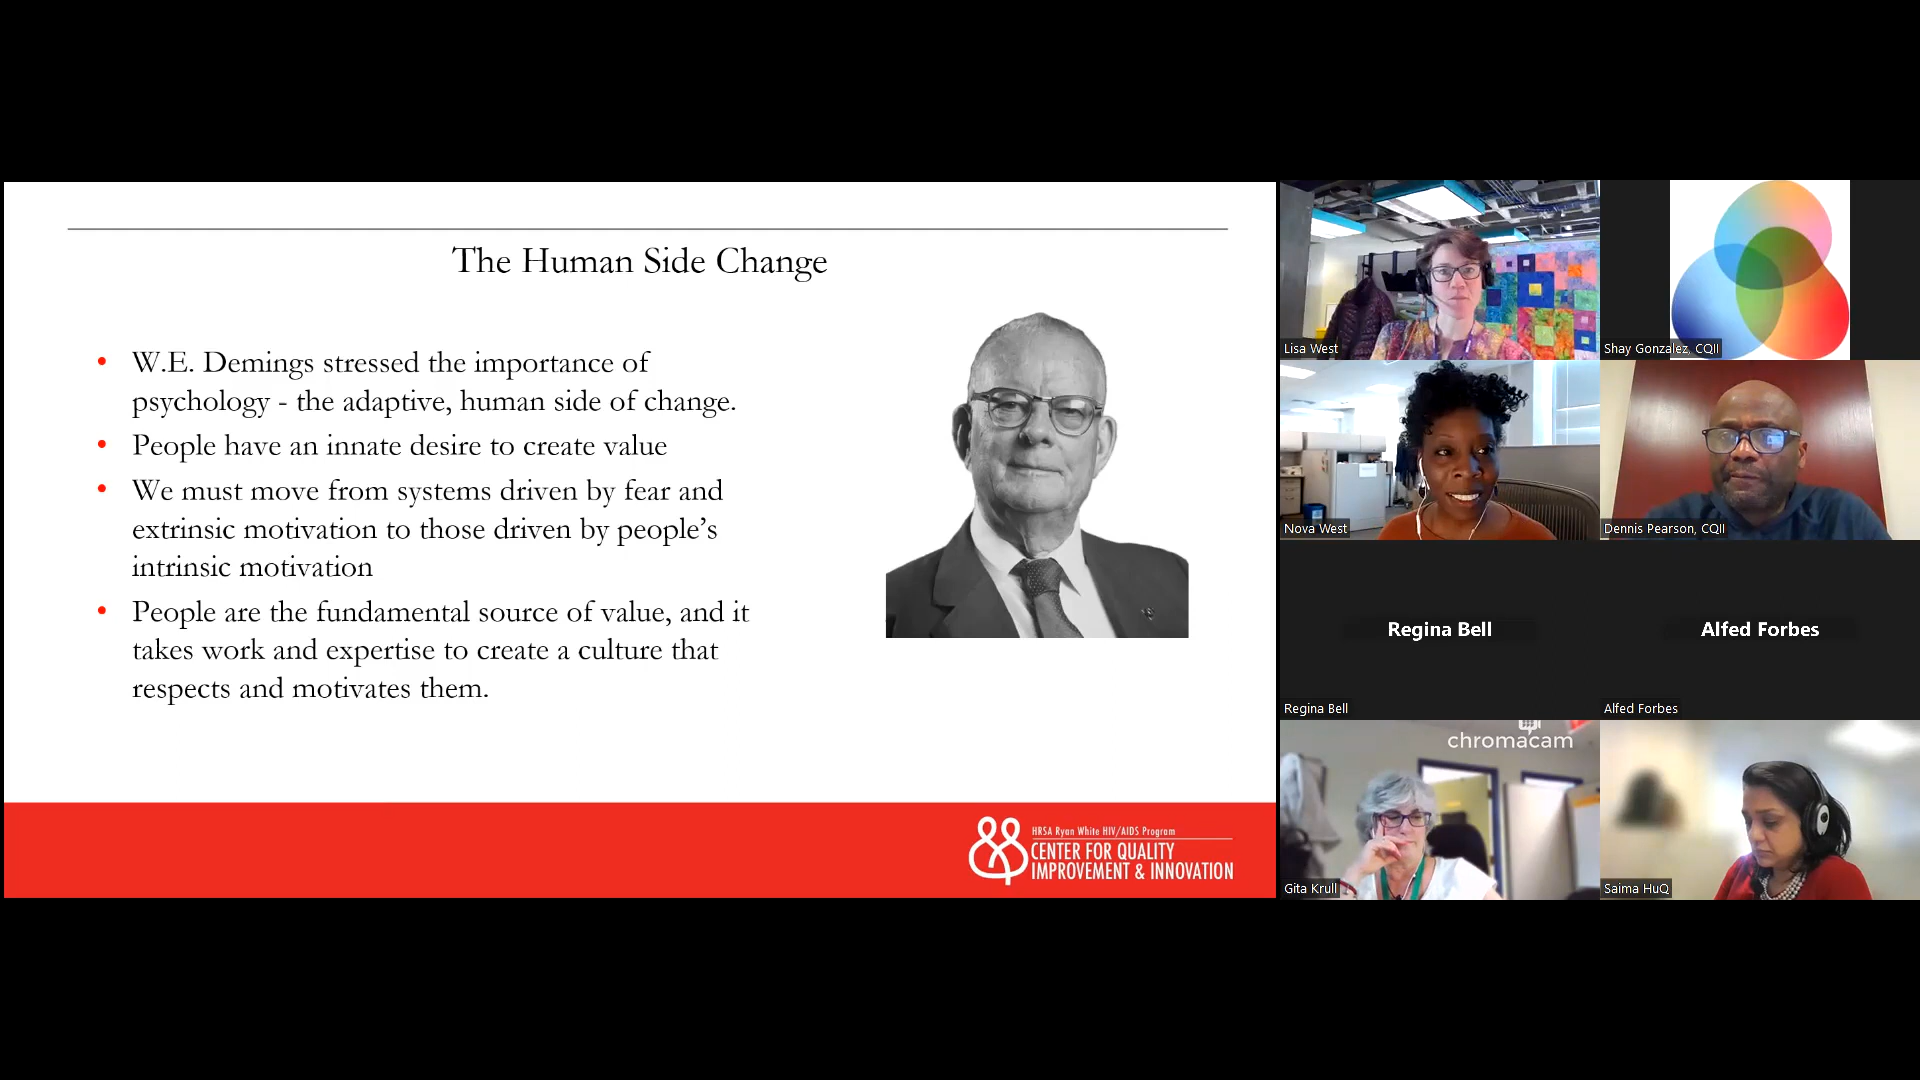 The Human Side Change
• W.E. Demings stressed the importance of
psychology - the adaptive, human side of change.
• People have an innate desire to create value
• We must move from systems driven by fear and
extrinsic motivation to those driven by people’s
intrinsic motivation
• People are the fundamental source of value, and it
takes work and expertise to create a culture that
respects and motivates them.
HRSA Ryan White HIV/AIDS Program
CENTER FOR QUALITY
IMPROVEMENT & INNOVATION
Lisa West
Shay Gonzalez, CQII
Nova West
Dennis Pearson, CQII
Regina Bell
Regina Bell
Alfed Forbes
Alfed Forbes
chromacam
Gita Krull
Saima HuQ